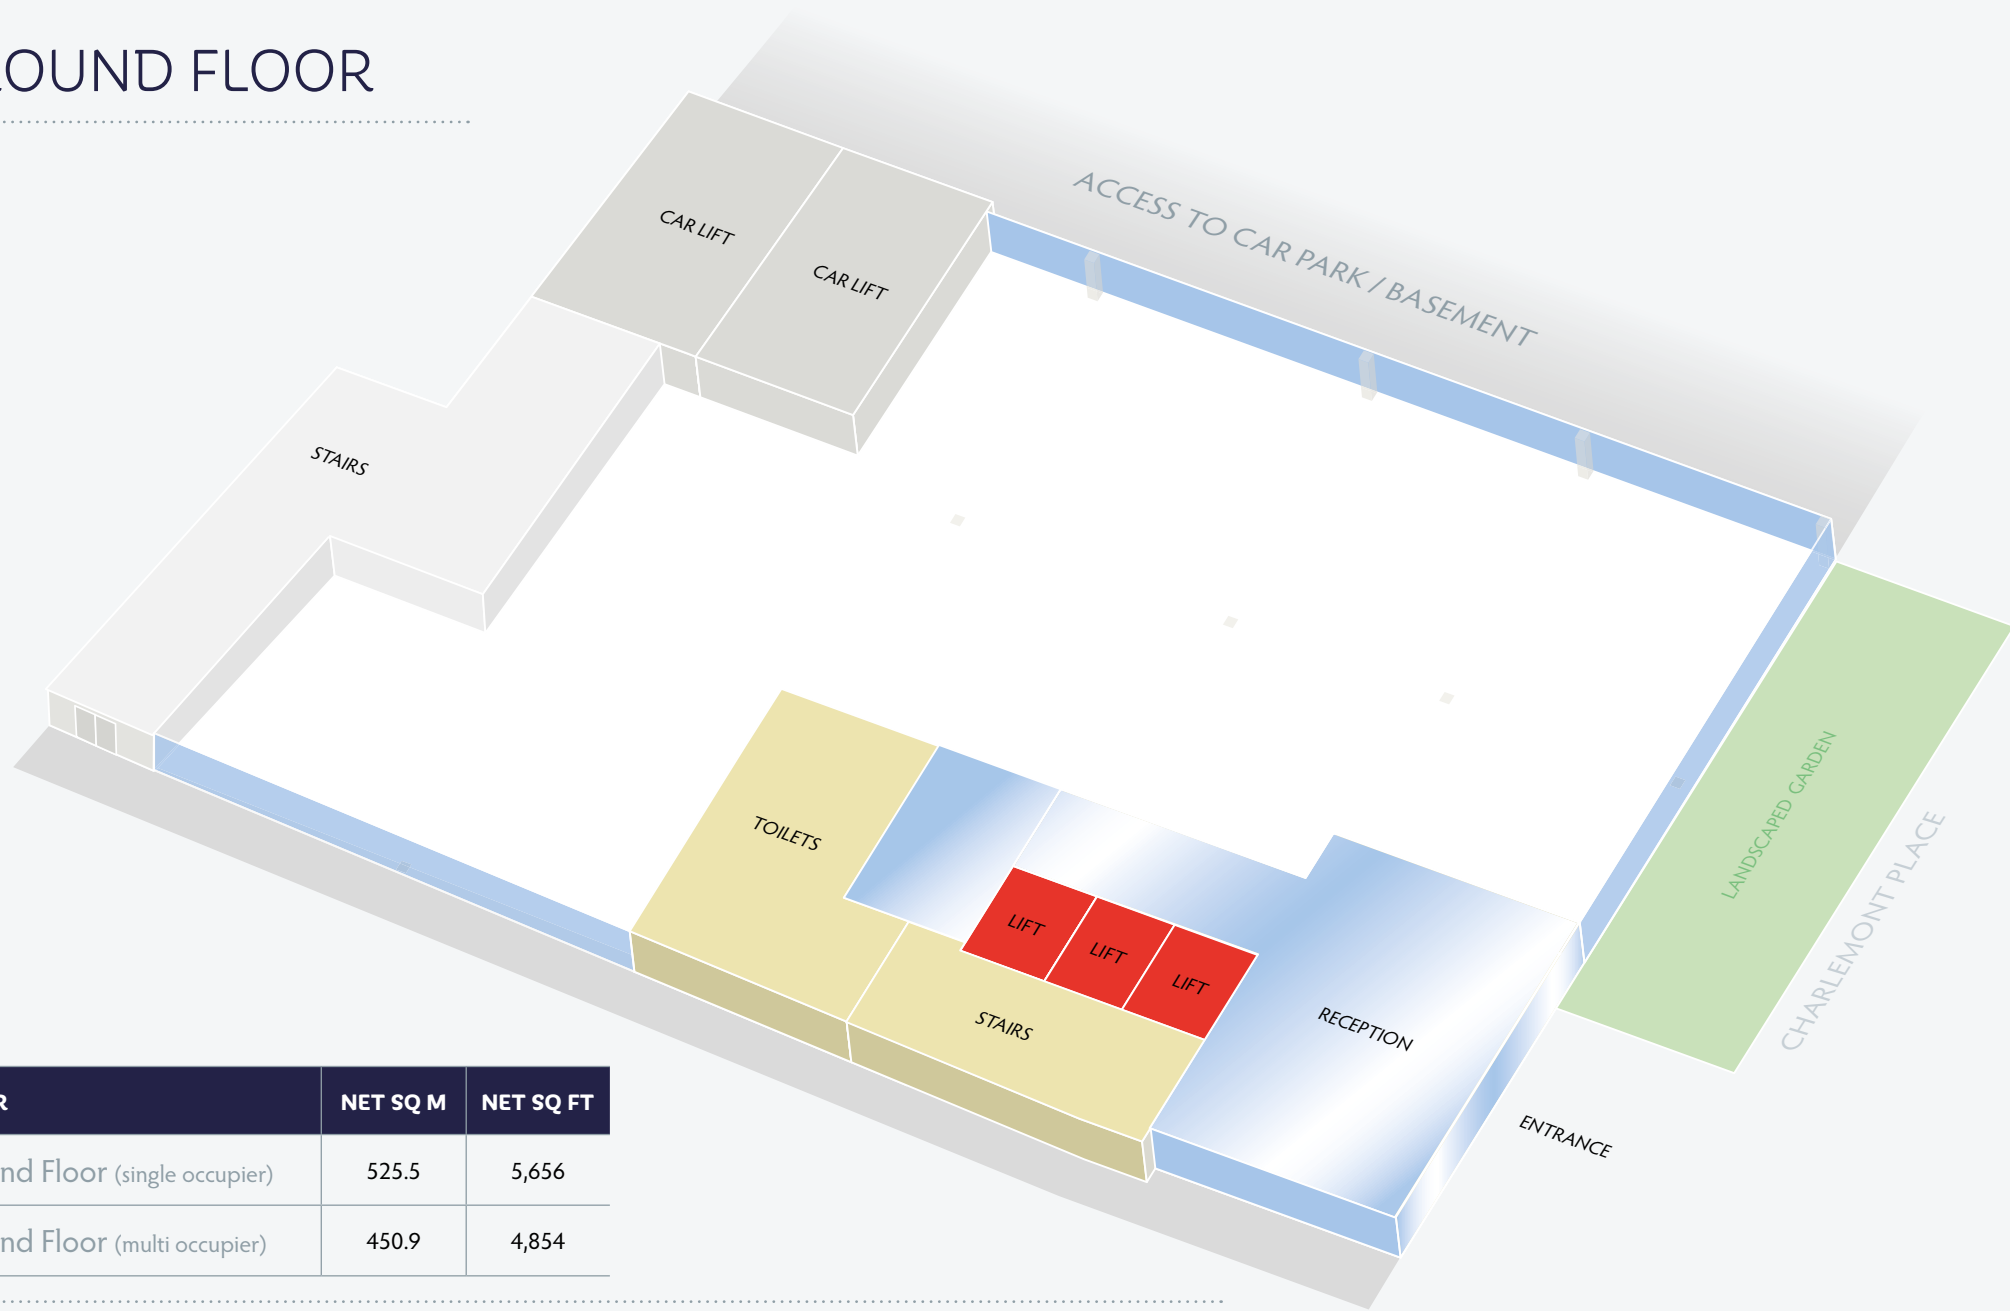 OUND FLOOR
ACCESS TO CAR PARK / BASEMENT
CAR LIFT
CAR LIFT
STAIRS
TOILETS
LIFT
LIFT
LIFT
STAIRS
RECEPTION
LANDSCAPED GARDEN
CHARLEMONT PLACE
ENTRANCE
R NET SQ M NET SQ FT
nd Floor (single occupier) 525.5 5,656
nd Floor (multi occupier) 450.9 4,854